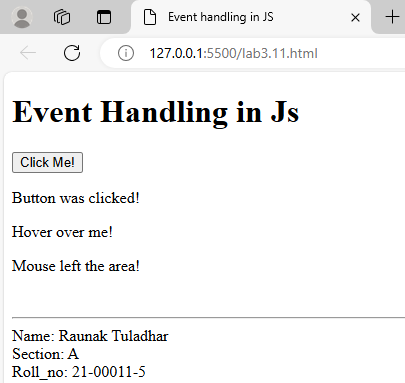 Event handling in JS
127.0.0.1:5500/lab3.11.html
Event Handling in Js
Click Me!
Button was clicked!
Hover over me!
Mouse left the area!
Name: Raunak Tuladhar
Section: A
Roll_no: 21-00011-5